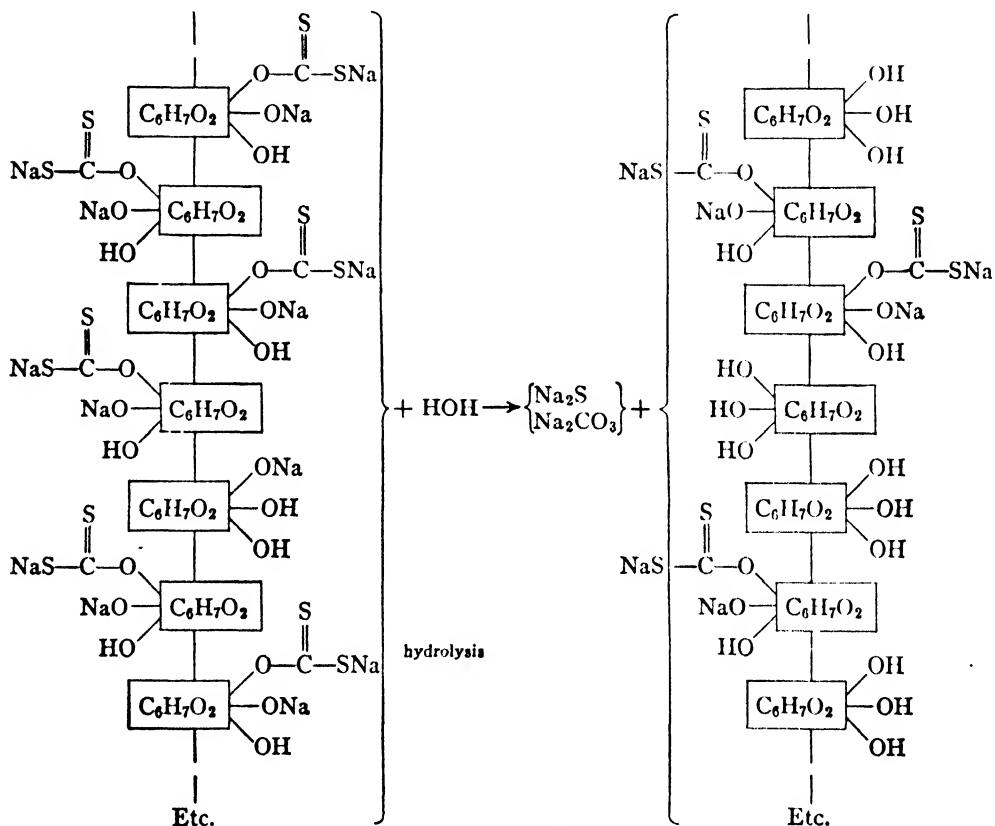 S
O—C—SNa
C₆H₇O₂ —ONa
OH
S
NaS—C—O
NaO— C₆H₇O₂
HO
S
O—C—SNa
C₆H₇O₂ —ONa
OH
S
NaS—C—O
NaO— C₆H₇O₂
HO
ONa
C₆H₇O₂ —OH
OH
S
NaS—C—O
NaO— C₆H₇O₂
HO
S
O—C—SNa
C₆H₇O₂ —ONa
OH
Etc.
+ HOH ⟶ {Na₂S
Na₂CO₃} +
hydrolysis
OH
C₆H₇O₂ —OH
OH
S
NaS—C—O
NaO— C₆H₇O₂
HO
S
O—C—SNa
C₆H₇O₂ —ONa
OH
HO
HO— C₆H₇O₂
HO
OH
C₆H₇O₂ —OH
OH
S
NaS—C—O
NaO— C₆H₇O₂
HO
OH
C₆H₇O₂ —OH
OH
Etc.